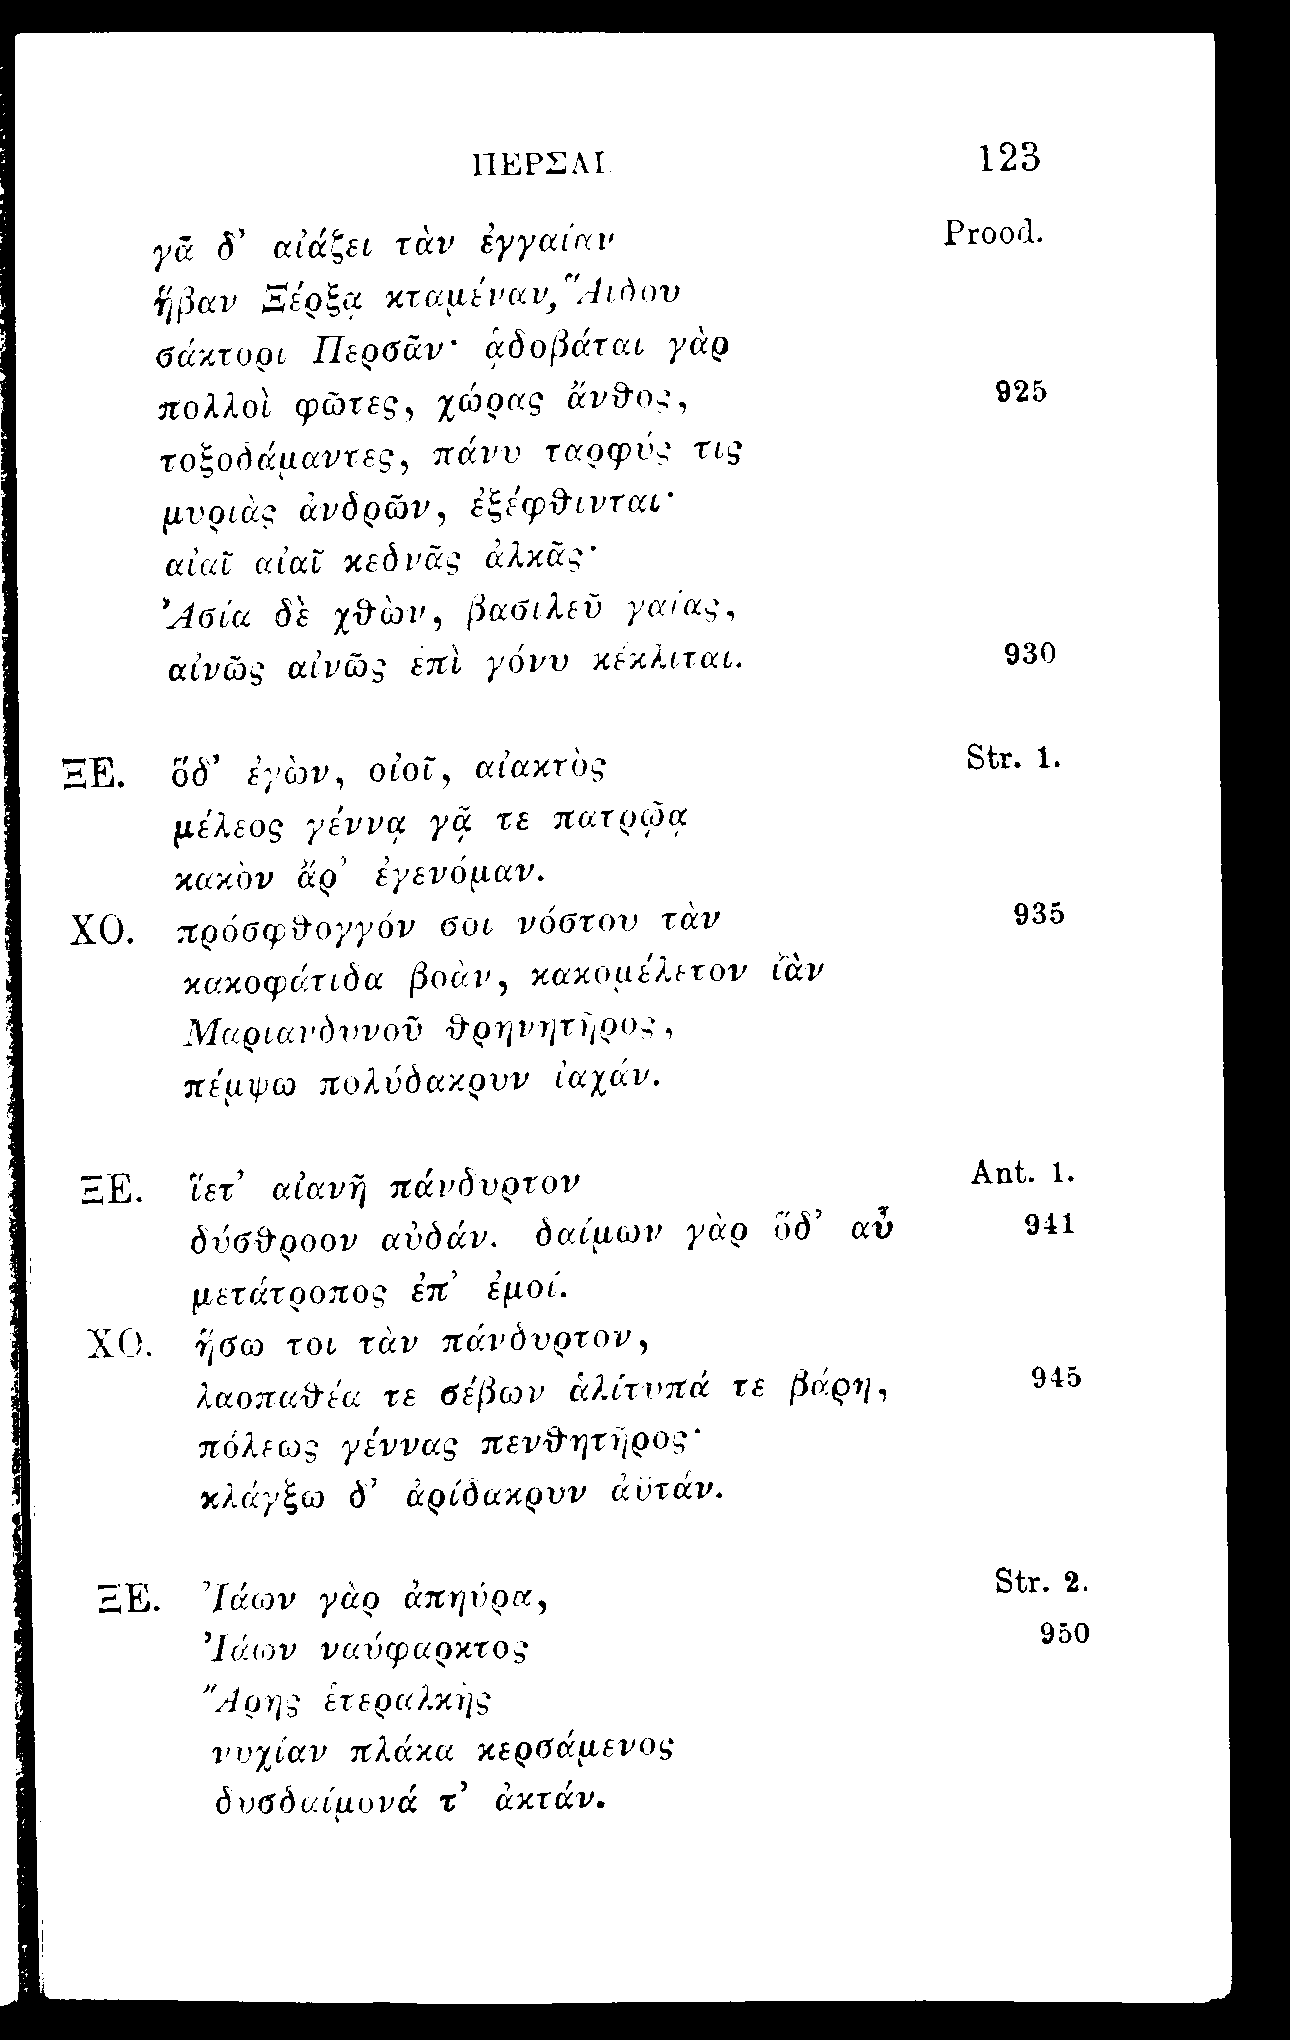 ΠΕΡΣΑΙ 123
γᾶ δ’ αἰάζει τὰν ἐγγαίαν Prood.
ἥβαν Ξέρξᾳ κταμέναν, Ἅιδου
σάκτορι Περσᾶν· ᾁδοβάται γὰρ
πολλοὶ φῶτες, χώρας ἄνθος, 925
τοξοδάμαντες, πάνυ ταρφύς τις
μυριὰς ἀνδρῶν, ἐξέφθινται·
αἰαῖ αἰαῖ κεδνᾶς ἀλκᾶς·
Ἀσία δὲ χθὼν, βασιλεῦ γαίας,
αἰνῶς αἰνῶς ἐπὶ γόνυ κέκλιται. 930
ΞΕ. ὅδ’ ἐγὼν, οἰοῖ, αἰακτὸς Str. 1.
μέλεος γέννᾳ γᾷ τε πατρῴᾳ
κακὸν ἄρ’ ἐγενόμαν.
ΧΟ. πρόσφθογγόν σοι νόστου τὰν 935
κακοφάτιδα βοὰν, κακομέλετον ἰὰν
Μαριανδυνοῦ θρηνητῆρος,
πέμψω πολύδακρυν ἰαχάν.
ΞΕ. ἵετ’ αἰανῆ πάνδυρτον Ant. 1.
δύσθροον αὐδάν. δαίμων γὰρ ὅδ’ αὖ 941
μετάτροπος ἐπ’ ἐμοί.
ΧΟ. ἥσω τοι τὰν πάνδυρτον,
λαοπαθέα τε σέβων ἁλίτυπά τε βάρη, 945
πόλεως γέννας πενθητῆρος·
κλάγξω δ’ ἀρίδακρυν ἀϋτάν.
ΞΕ. Ἰάων γὰρ ἀπηύρα, Str. 2.
Ἰάων ναύφαρκτος 950
Ἄρης ἑτεραλκὴς
νυχίαν πλάκα κερσάμενος
δυσδαίμονά τ’ ἀκτάν.